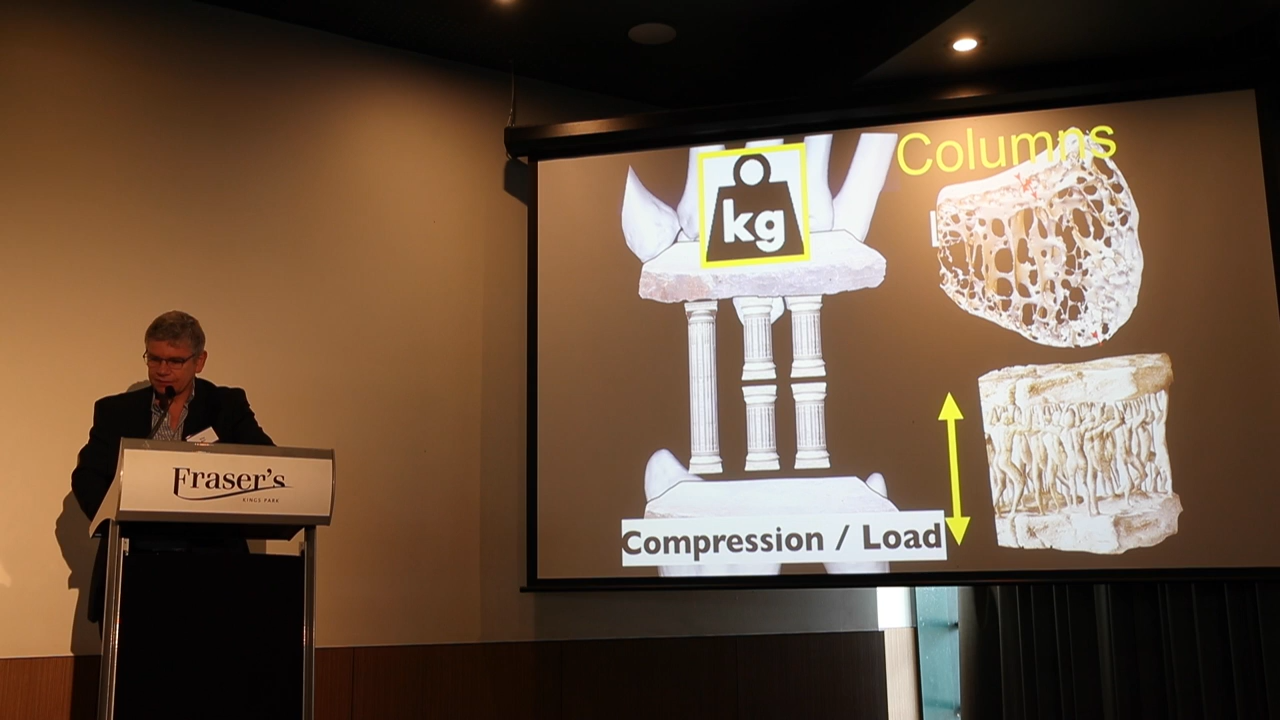 Fraser's
KINGS PARK
Columns
kg
Compression / Load